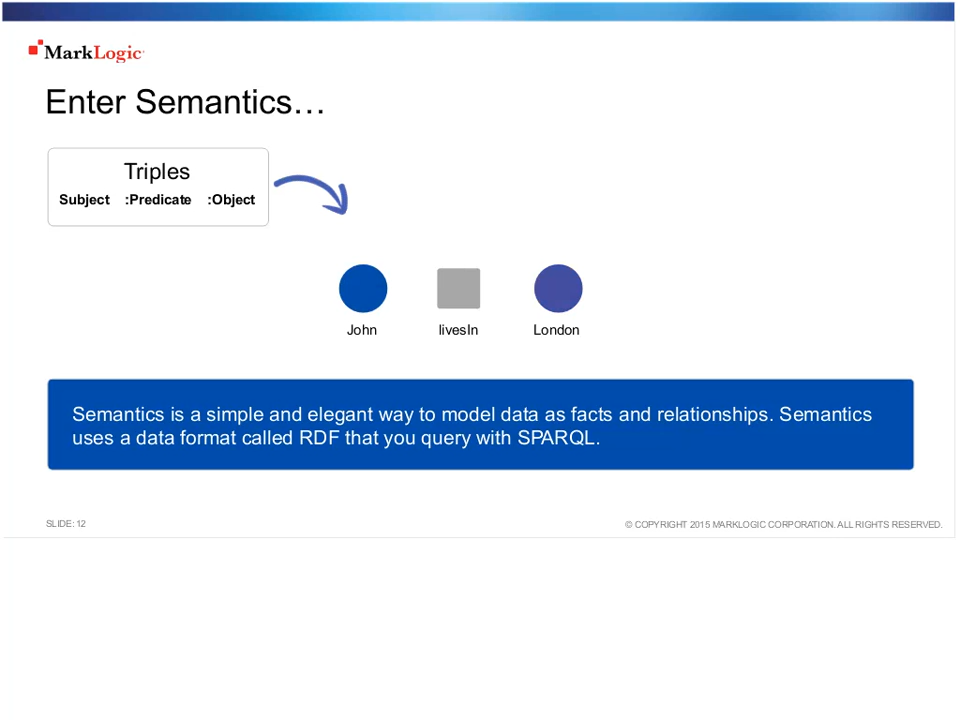 MarkLogic
Enter Semantics…
Triples
Subject :Predicate :Object
John livesIn London
Semantics is a simple and elegant way to model data as facts and relationships. Semantics
uses a data format called RDF that you query with SPARQL.
SLIDE: 12 © COPYRIGHT 2015 MARKLOGIC CORPORATION. ALL RIGHTS RESERVED.